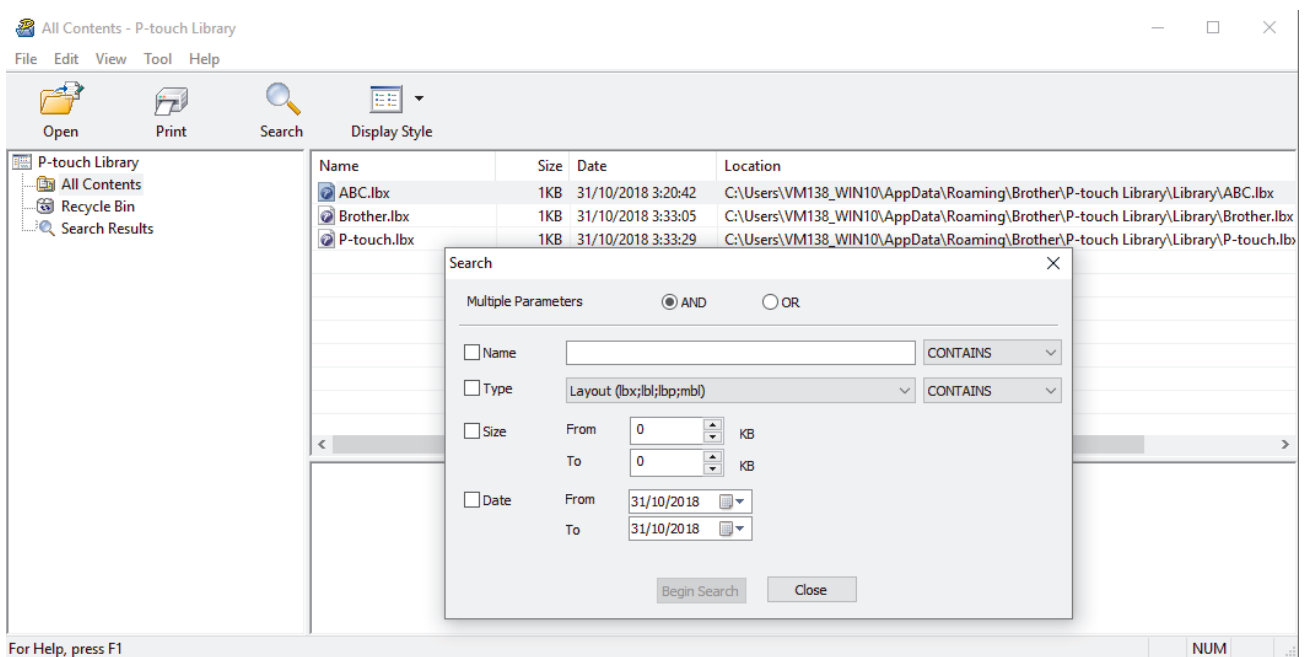 All Contents - P-touch Library
File Edit View Tool Help
Open Print Search Display Style
P-touch Library
All Contents
Recycle Bin
Search Results
Name Size Date Location
ABC.lbx 1KB 31/10/2018 3:20:42 C:\Users\VM138_WIN10\AppData\Roaming\Brother\P-touch Library\Library\ABC.lbx
Brother.lbx 1KB 31/10/2018 3:33:05 C:\Users\VM138_WIN10\AppData\Roaming\Brother\P-touch Library\Library\Brother.lbx
P-touch.lbx 1KB 31/10/2018 3:33:29 C:\Users\VM138_WIN10\AppData\Roaming\Brother\P-touch Library\Library\P-touch.lbx
Search
Multiple Parameters AND OR
Name CONTAINS
Type Layout (lbx;lbl;lbp;mbl) CONTAINS
Size From 0 KB
To 0 KB
Date From 31/10/2018
To 31/10/2018
Begin Search Close
For Help, press F1 NUM